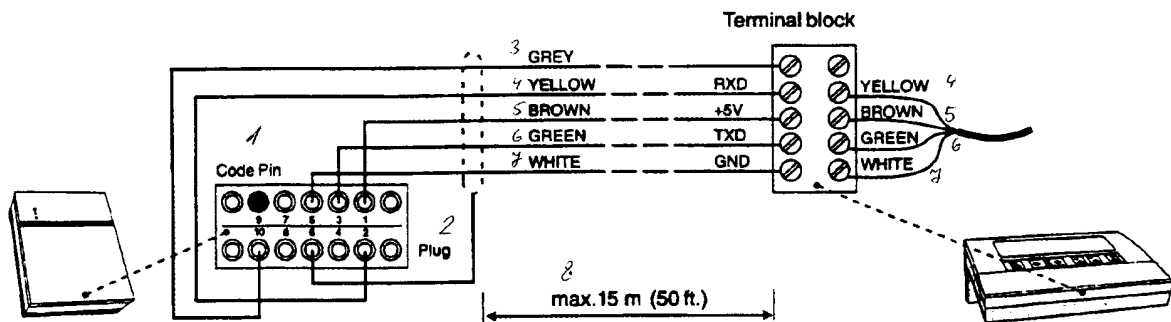 Terminal block
3 GREY
4 YELLOW RXD YELLOW 4
5 BROWN +5V BROWN 5
6 GREEN TXD GREEN 6
7 WHITE GND WHITE 7
1
Code Pin
9 7 5 3 1
10 8 6 4 2
2
Plug
8
max.15 m (50 ft.)